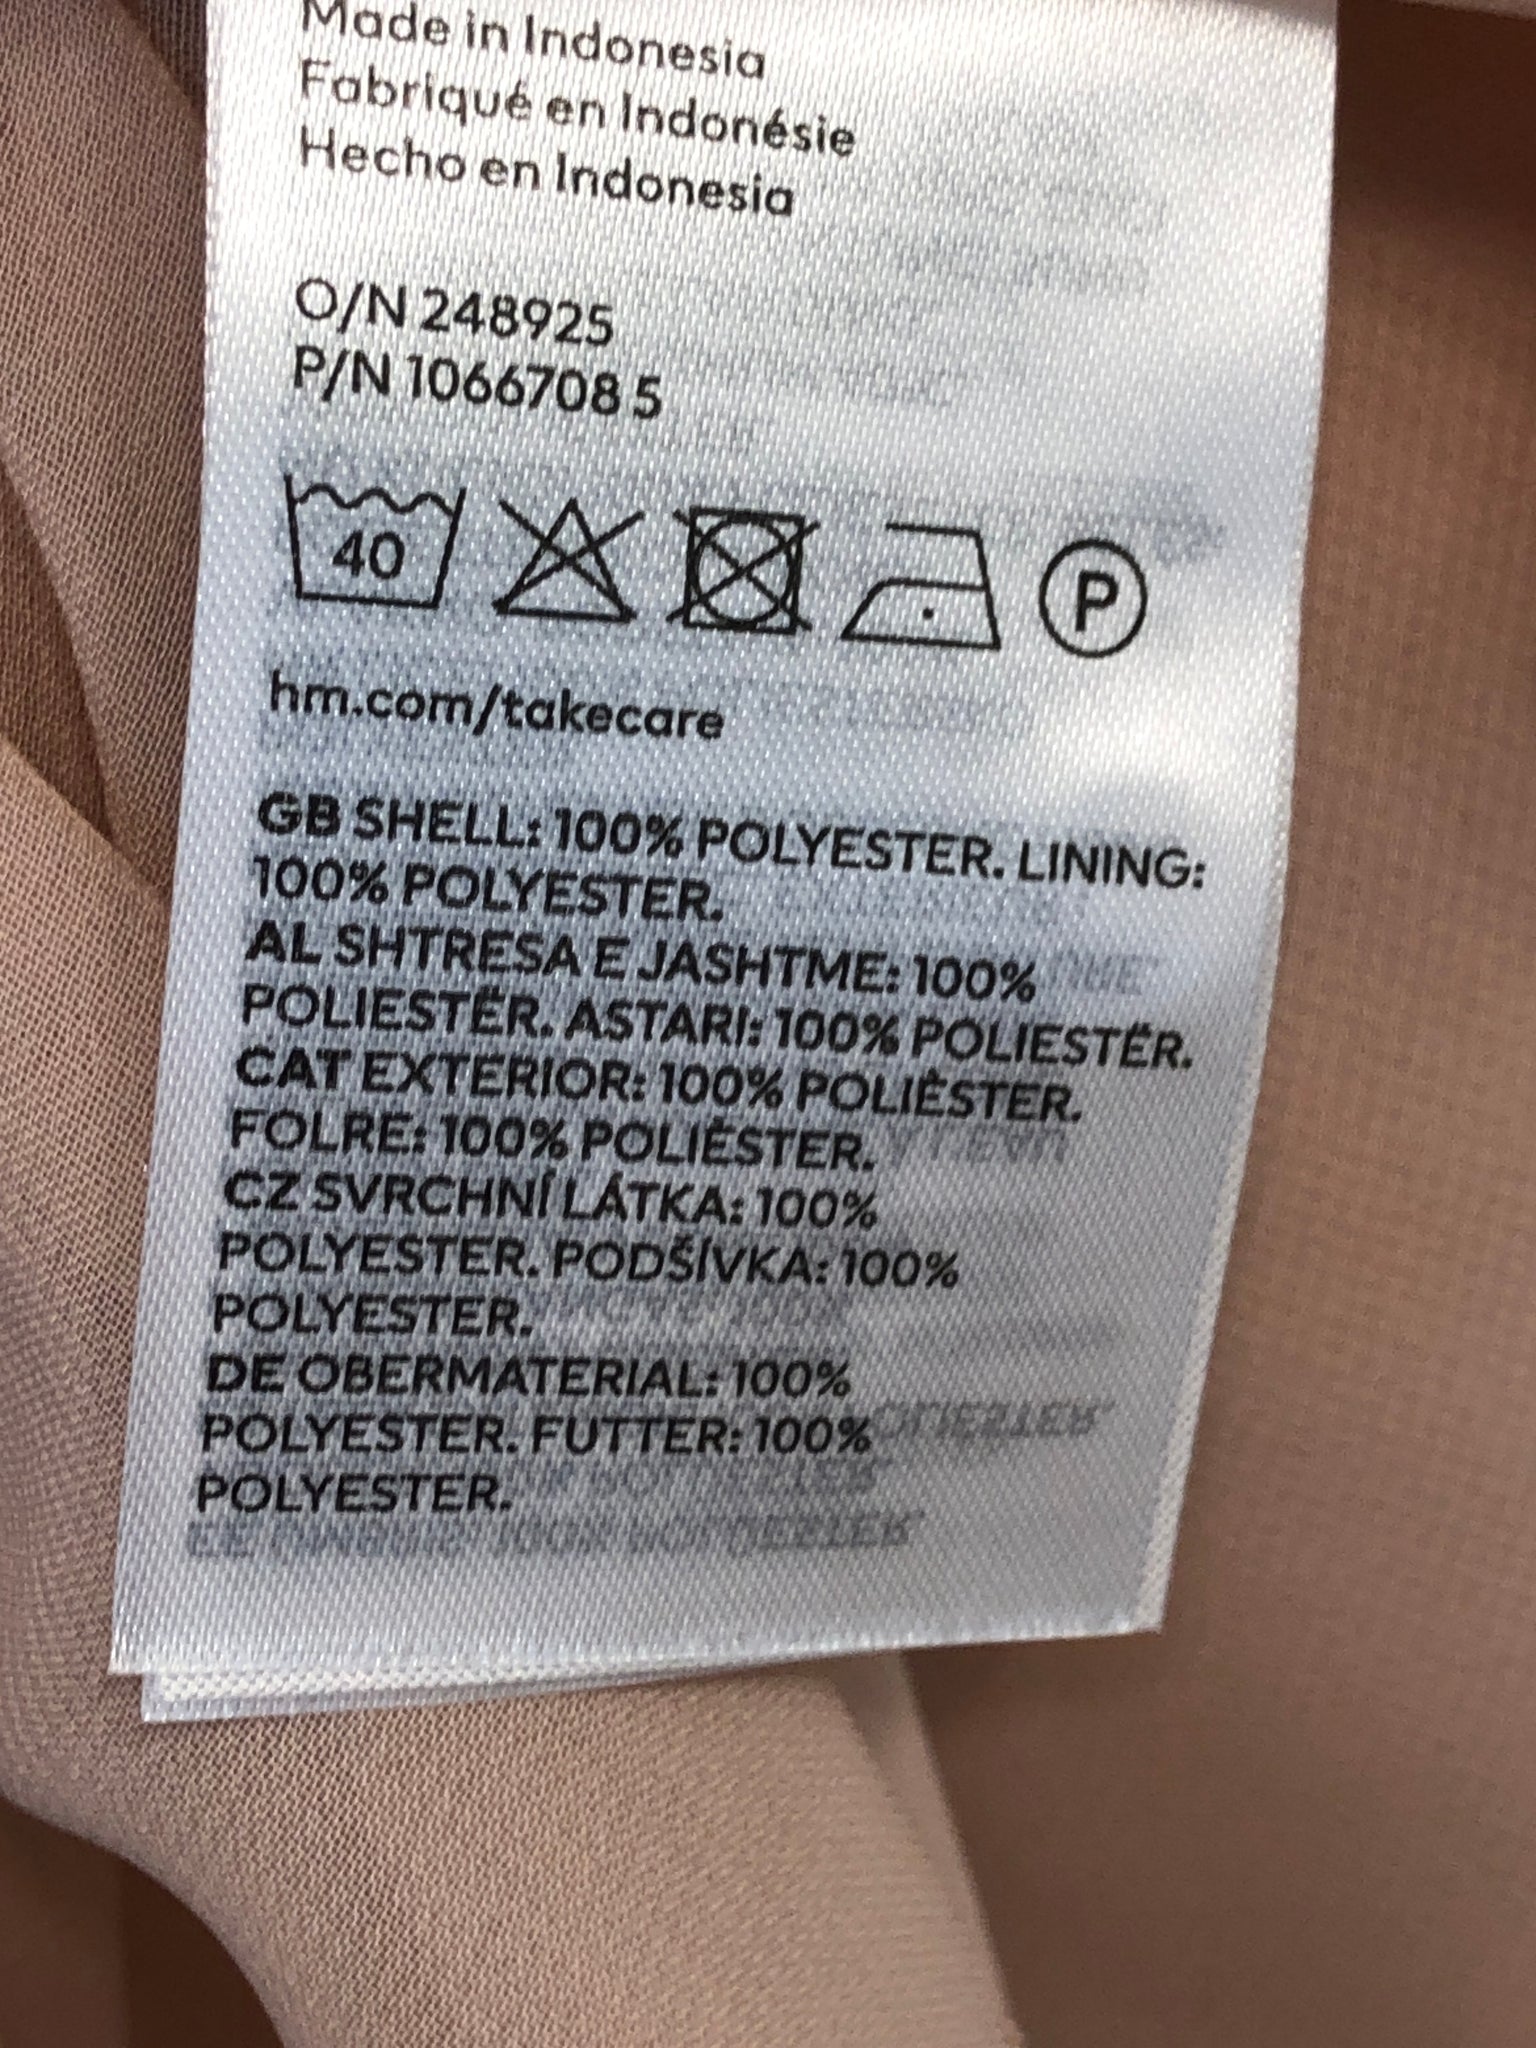 Made in Indonesia
Fabriqué en Indonésie
Hecho en Indonesia
O/N 248925
P/N 1066708 5
40
P
hm.com/takecare
GB SHELL: 100% POLYESTER. LINING:
100% POLYESTER.
AL SHTRESA E JASHTME: 100%
POLIESTËR. ASTARI: 100% POLIESTËR.
CAT EXTERIOR: 100% POLIÈSTER.
FOLRE: 100% POLIÈSTER.
CZ SVRCHNÍ LÁTKA: 100%
POLYESTER. PODŠÍVKA: 100%
POLYESTER.
DE OBERMATERIAL: 100%
POLYESTER. FUTTER: 100%
POLYESTER.